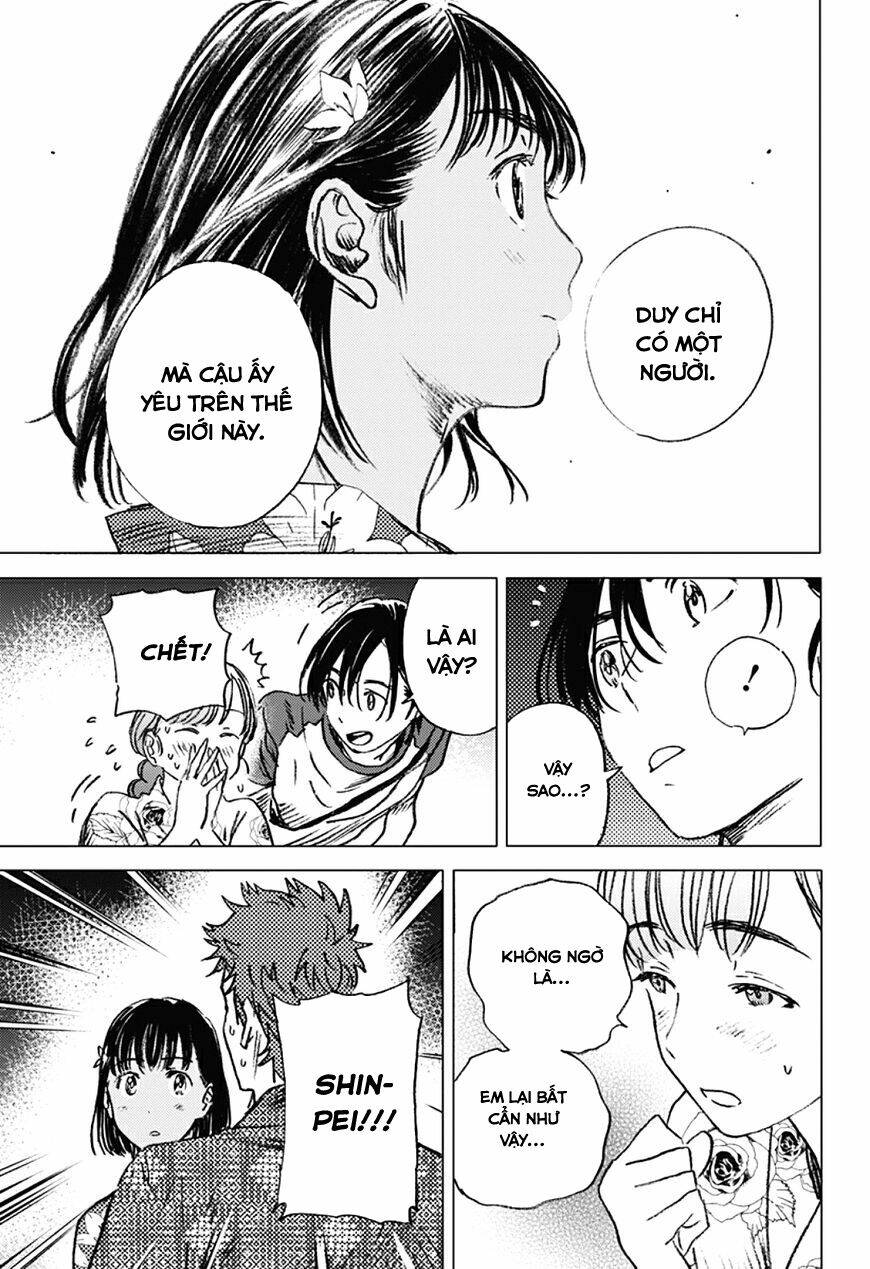 DUY CHỈ
CÓ MỘT
NGƯỜI.
MÀ CẬU ẤY
YÊU TRÊN THẾ
GIỚI NÀY.
!
VẬY
SAO...?
LÀ AI
VẬY?
CHẾT!
KHÔNG NGỜ
LÀ...
EM LẠI BẤT
CẨN NHƯ
VẬY...
SHIN-
PEI!!!